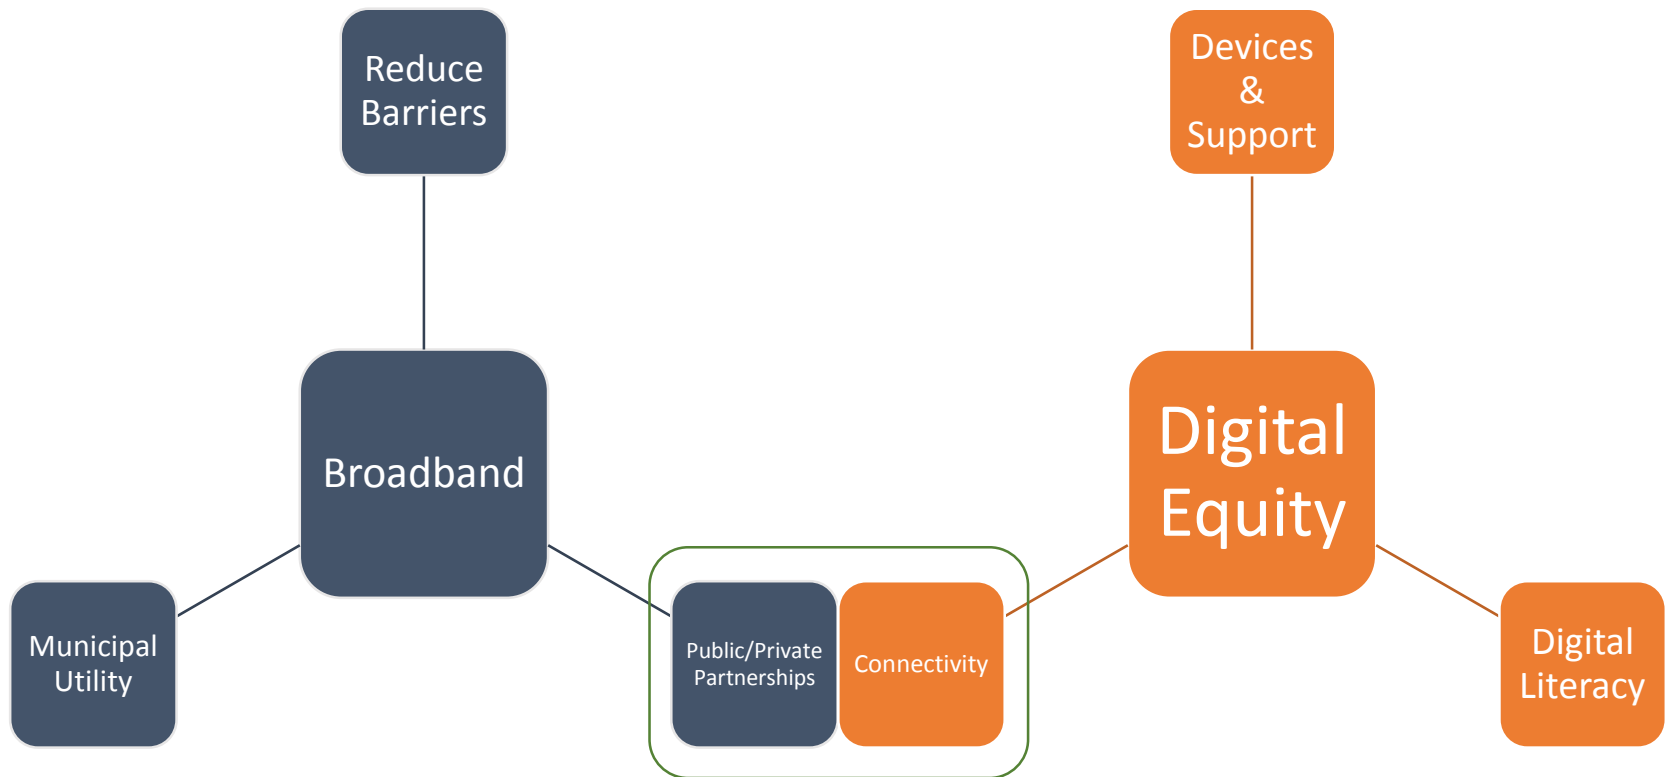 Reduce
Barriers
Devices
&
Support
Broadband
Digital
Equity
Municipal
Utility
Public/Private
Partnerships
Connectivity
Digital
Literacy